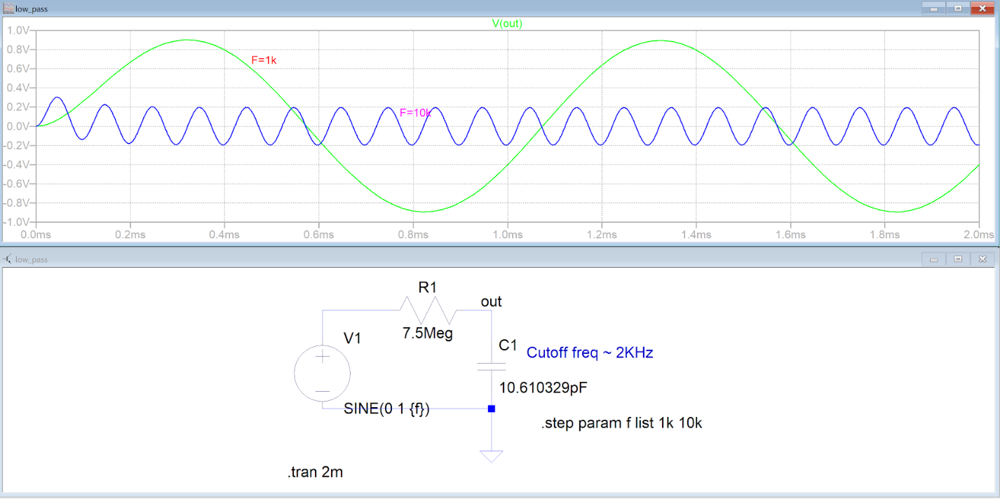 low_pass
V(out)
1.0V
0.8V
0.6V
0.4V
0.2V
0.0V
-0.2V
-0.4V
-0.6V
-0.8V
-1.0V
F=1k
F=10k
0.0ms 0.2ms 0.4ms 0.6ms 0.8ms 1.0ms 1.2ms 1.4ms 1.6ms 1.8ms 2.0ms
low_pass
R1
out
7.5Meg
V1
C1
Cutoff freq ~ 2KHz
10.610329pF
SINE(0 1 {f})
.step param f list 1k 10k
.tran 2m